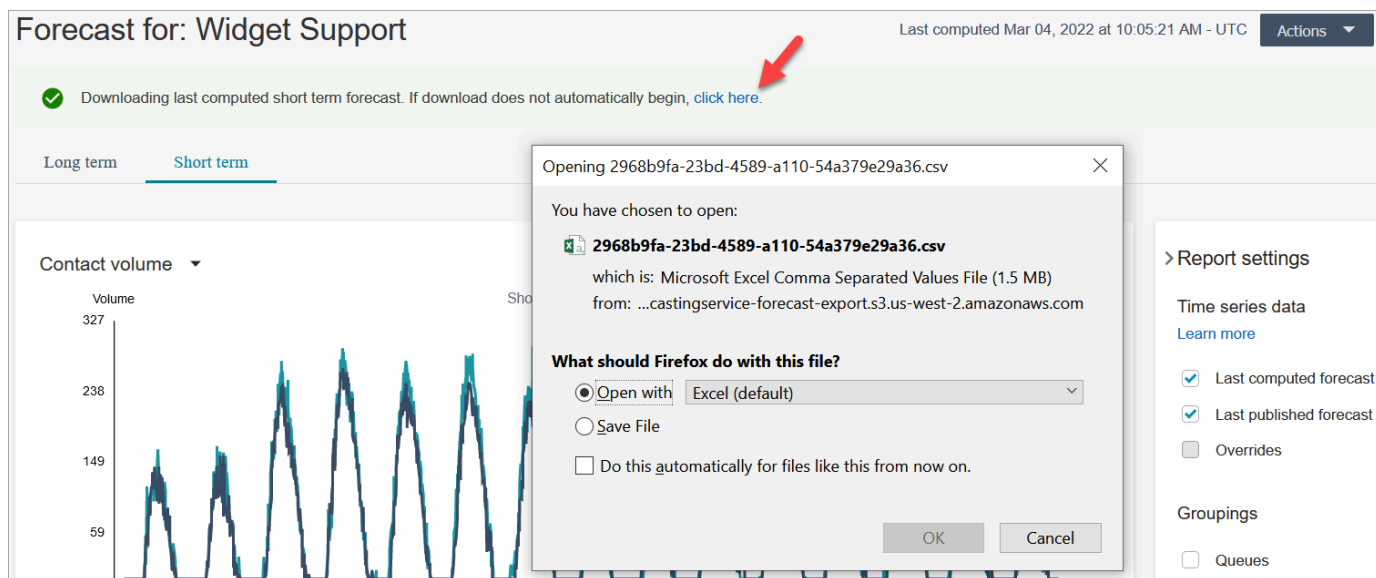 Forecast for: Widget Support
Last computed Mar 04, 2022 at 10:05:21 AM - UTC
Actions
Downloading last computed short term forecast. If download does not automatically begin, click here.
Long term
Short term
Contact volume
Volume
Sho
327
238
149
59
Opening 2968b9fa-23bd-4589-a110-54a379e29a36.csv
You have chosen to open:
2968b9fa-23bd-4589-a110-54a379e29a36.csv
which is: Microsoft Excel Comma Separated Values File (1.5 MB)
from: ...castingservice-forecast-export.s3.us-west-2.amazonaws.com
What should Firefox do with this file?
Open with
Excel (default)
Save File
Do this automatically for files like this from now on.
OK
Cancel
Report settings
Time series data
Learn more
Last computed forecast
Last published forecast
Overrides
Groupings
Queues